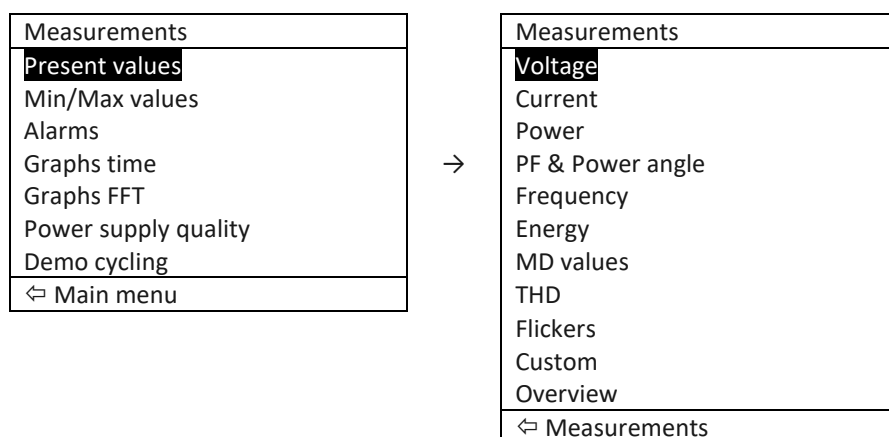 Measurements
Present values
Min/Max values
Alarms
Graphs time
Graphs FFT
Power supply quality
Demo cycling
⇦ Main menu
→
Measurements
Voltage
Current
Power
PF & Power angle
Frequency
Energy
MD values
THD
Flickers
Custom
Overview
⇦ Measurements